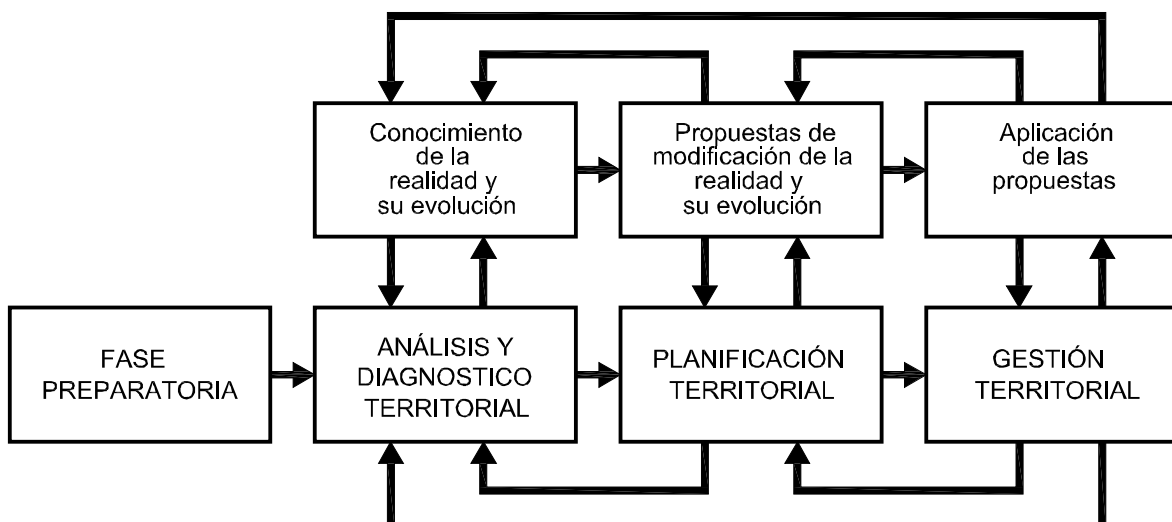 Conocimiento
de la
realidad y
su evolución
Propuestas de
modificación de la
realidad y
su evolución
Aplicación
de las
propuestas
FASE
PREPARATORIA
ANÁLISIS Y
DIAGNOSTICO
TERRITORIAL
PLANIFICACIÓN
TERRITORIAL
GESTIÓN
TERRITORIAL